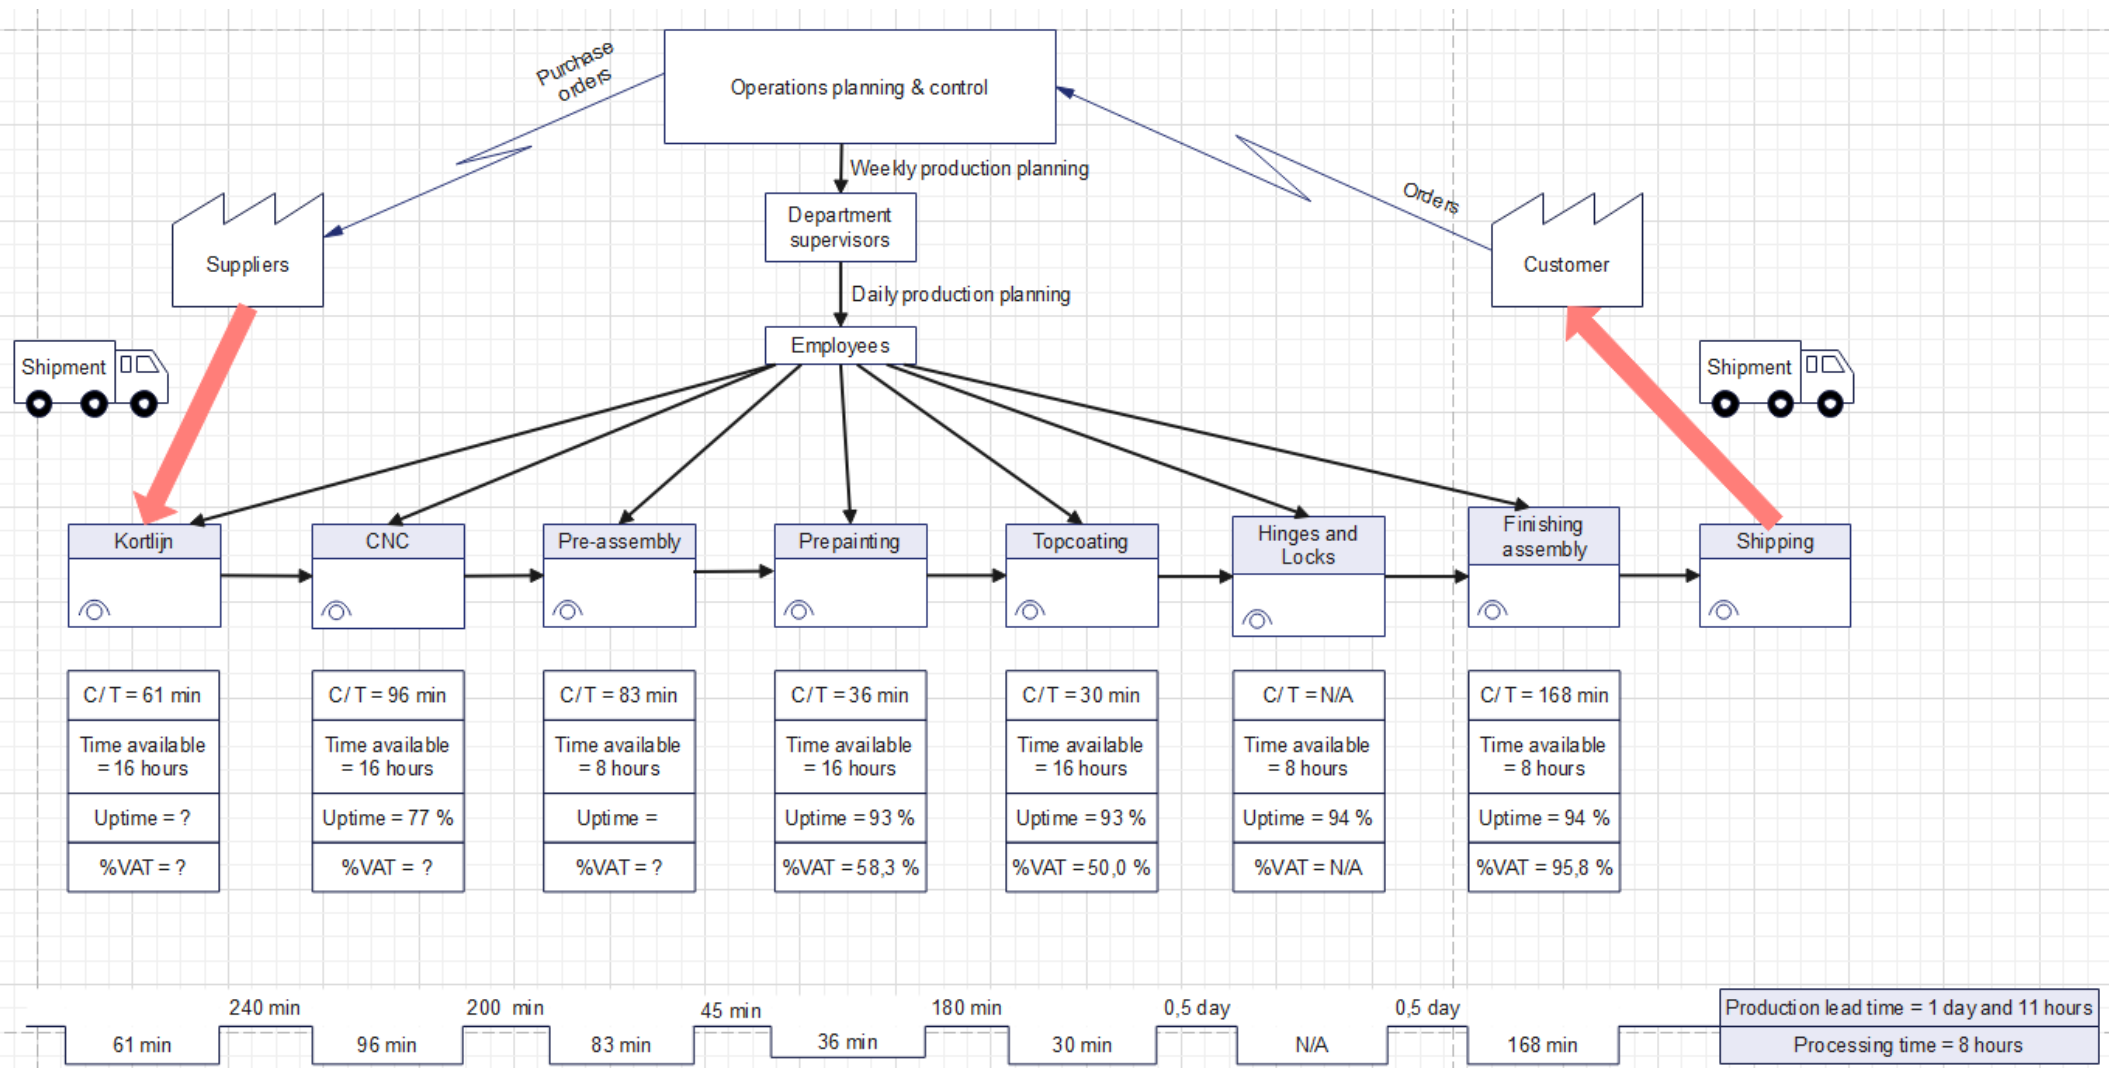 Purchase
orders
Operations planning & control
Weekly production planning
Orders
Department
supervisors
Suppliers
Customer
Daily production planning
Employees
Shipment
Shipment
Kortlijn
CNC
Pre-assembly
Prepainting
Topcoating
Hinges and
Locks
Finishing
assembly
Shipping
C/T = 61 min
Time available
= 16 hours
Uptime = ?
%VAT = ?
C/T = 96 min
Time available
= 16 hours
Uptime = 77 %
%VAT = ?
C/T = 83 min
Time available
= 8 hours
Uptime =
%VAT = ?
C/T = 36 min
Time available
= 16 hours
Uptime = 93 %
%VAT = 58,3 %
C/T = 30 min
Time available
= 16 hours
Uptime = 93 %
%VAT = 50,0 %
C/T = N/A
Time available
= 8 hours
Uptime = 94 %
%VAT = N/A
C/T = 168 min
Time available
= 8 hours
Uptime = 94 %
%VAT = 95,8 %
240 min
200 min
45 min
180 min
0,5 day
0,5 day
Production lead time = 1 day and 11 hours
61 min
96 min
83 min
36 min
30 min
N/A
168 min
Processing time = 8 hours